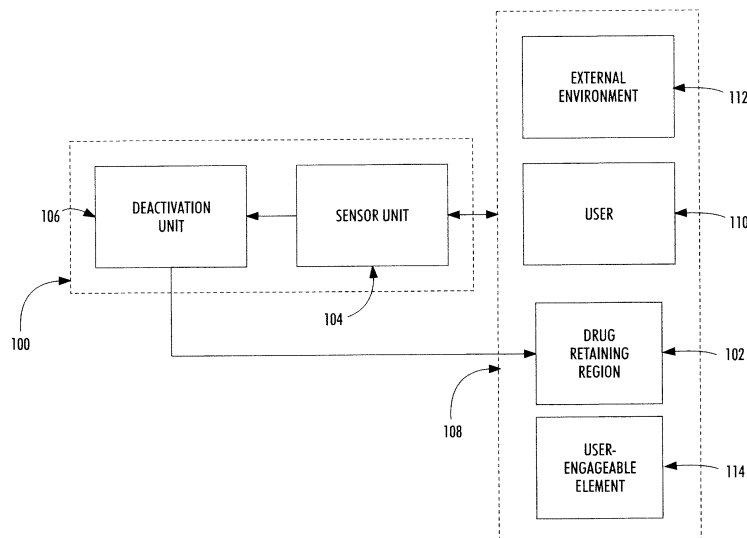 EXTERNAL
ENVIRONMENT
112
106
DEACTIVATION
UNIT
SENSOR UNIT
USER
110
100
104
DRUG
RETAINING
REGION
102
108
USER-
ENGAGEABLE
ELEMENT
114